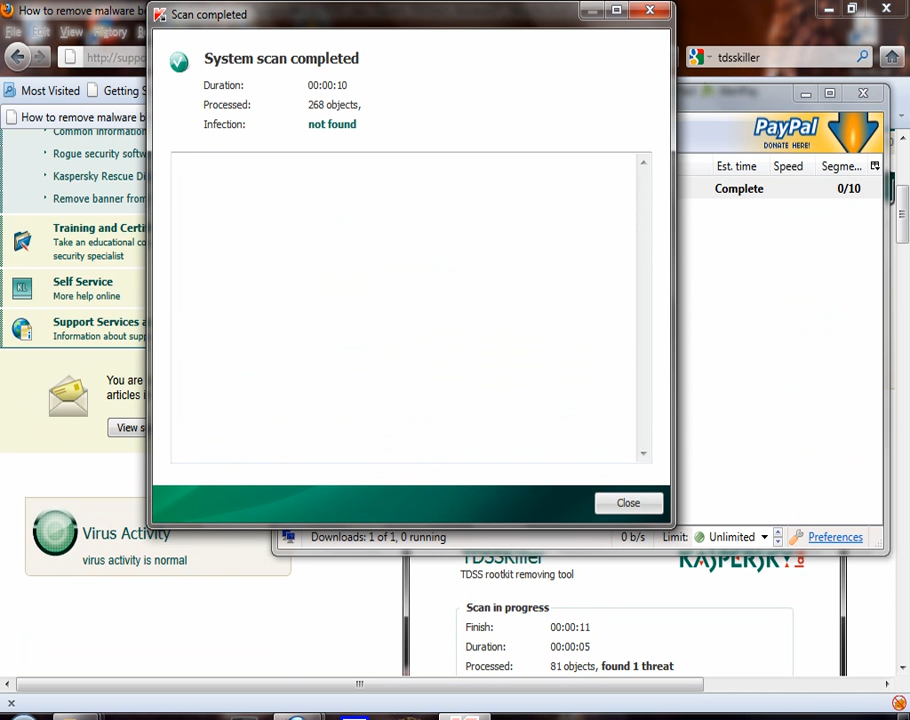 How to remove malware b
File Edit View History
http://suppo
tdsskiller
Most Visited
Getting S
How to remove malware b
Common information
Rogue security softw
Kaspersky Rescue Di
Remove banner from
Training and Certi
Take an educational co
security specialist
Self Service
More help online
Support Services a
Information about supp
You are
articles i
View s
Virus Activity
virus activity is normal
Scan completed
System scan completed
Duration: 00:00:10
Processed: 268 objects,
Infection: not found
Close
PayPal
DONATE HERE!
Est. time Speed Segme...
Complete 0/10
Downloads: 1 of 1, 0 running 0 b/s Limit: Unlimited Preferences
TDSSKiller
TDSS rootkit removing tool
KASPERSKY
Scan in progress
Finish: 00:00:11
Duration: 00:00:05
Processed: 81 objects, found 1 threat